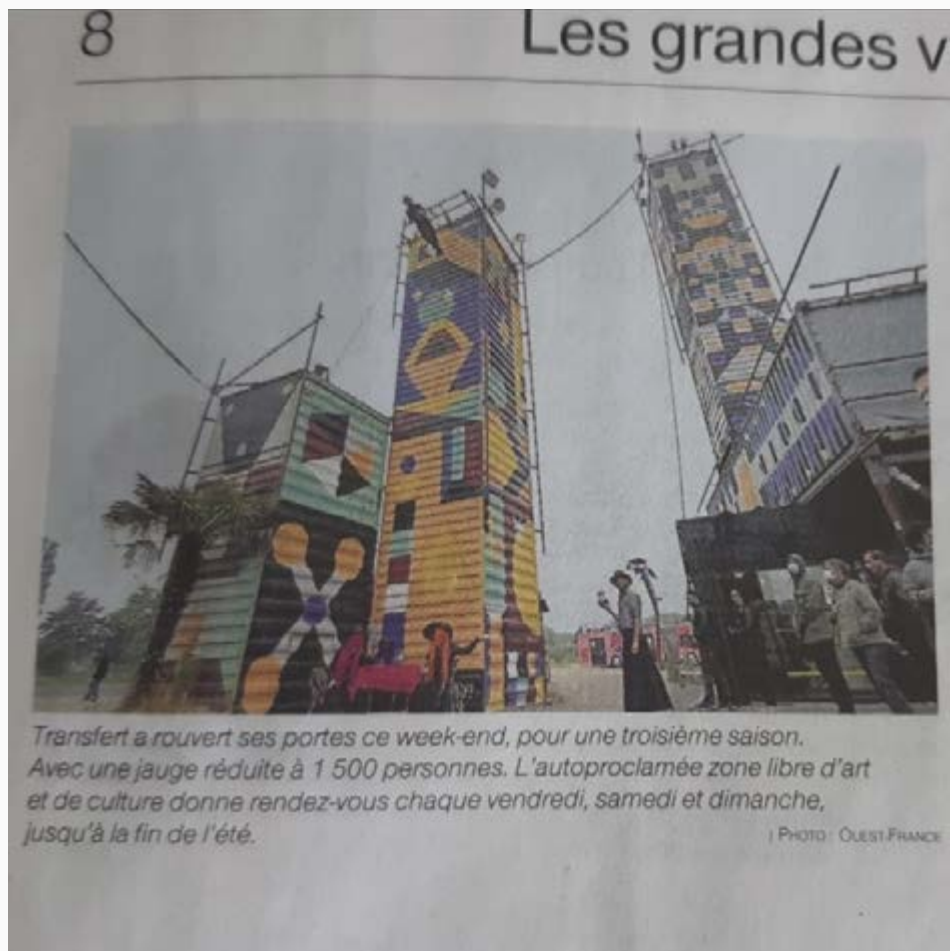 8
Les grandes v
Transfert a rouvert ses portes ce week-end, pour une troisième saison.
Avec une jauge réduite à 1 500 personnes. L'autoproclamée zone libre d'art
et de culture donne rendez-vous chaque vendredi, samedi et dimanche,
jusqu'à la fin de l'été.
| PHOTO : OUEST-FRANCE